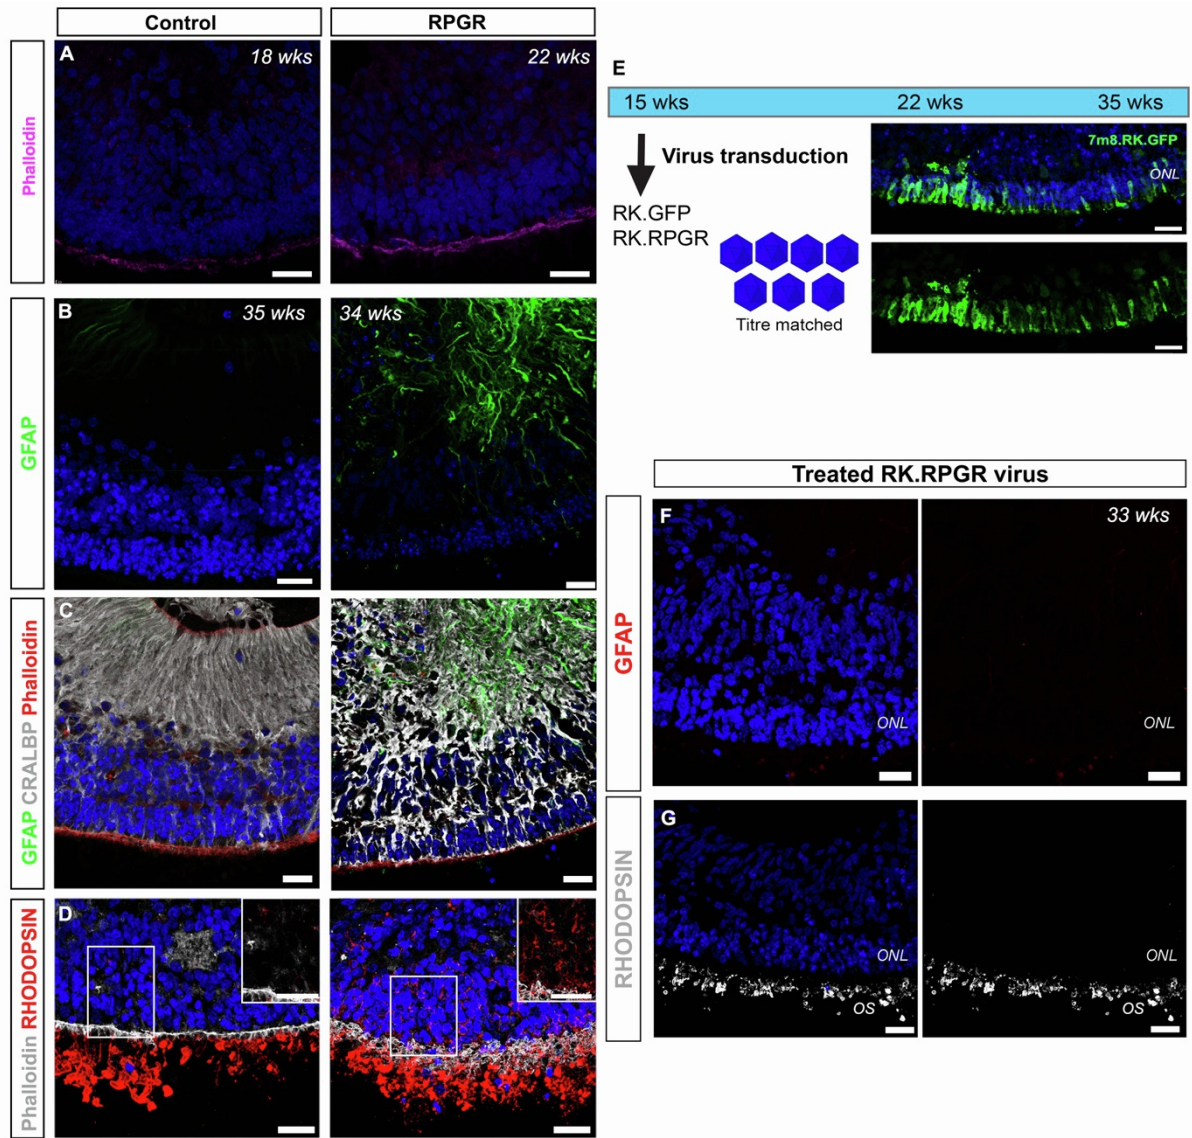 Control
RPGR
Phalloidin
A
18 wks
22 wks
GFAP
B
35 wks
34 wks
GFAP CRALBP Phalloidin
C
Phalloidin RHODOPSIN
D
E
15 wks
22 wks
35 wks
Virus transduction
RK.GFP
RK.RPGR
Titre matched
7m8.RK.GFP
ONL
Treated RK.RPGR virus
GFAP
F
ONL
33 wks
ONL
RHODOPSIN
G
ONL
OS
ONL
OS